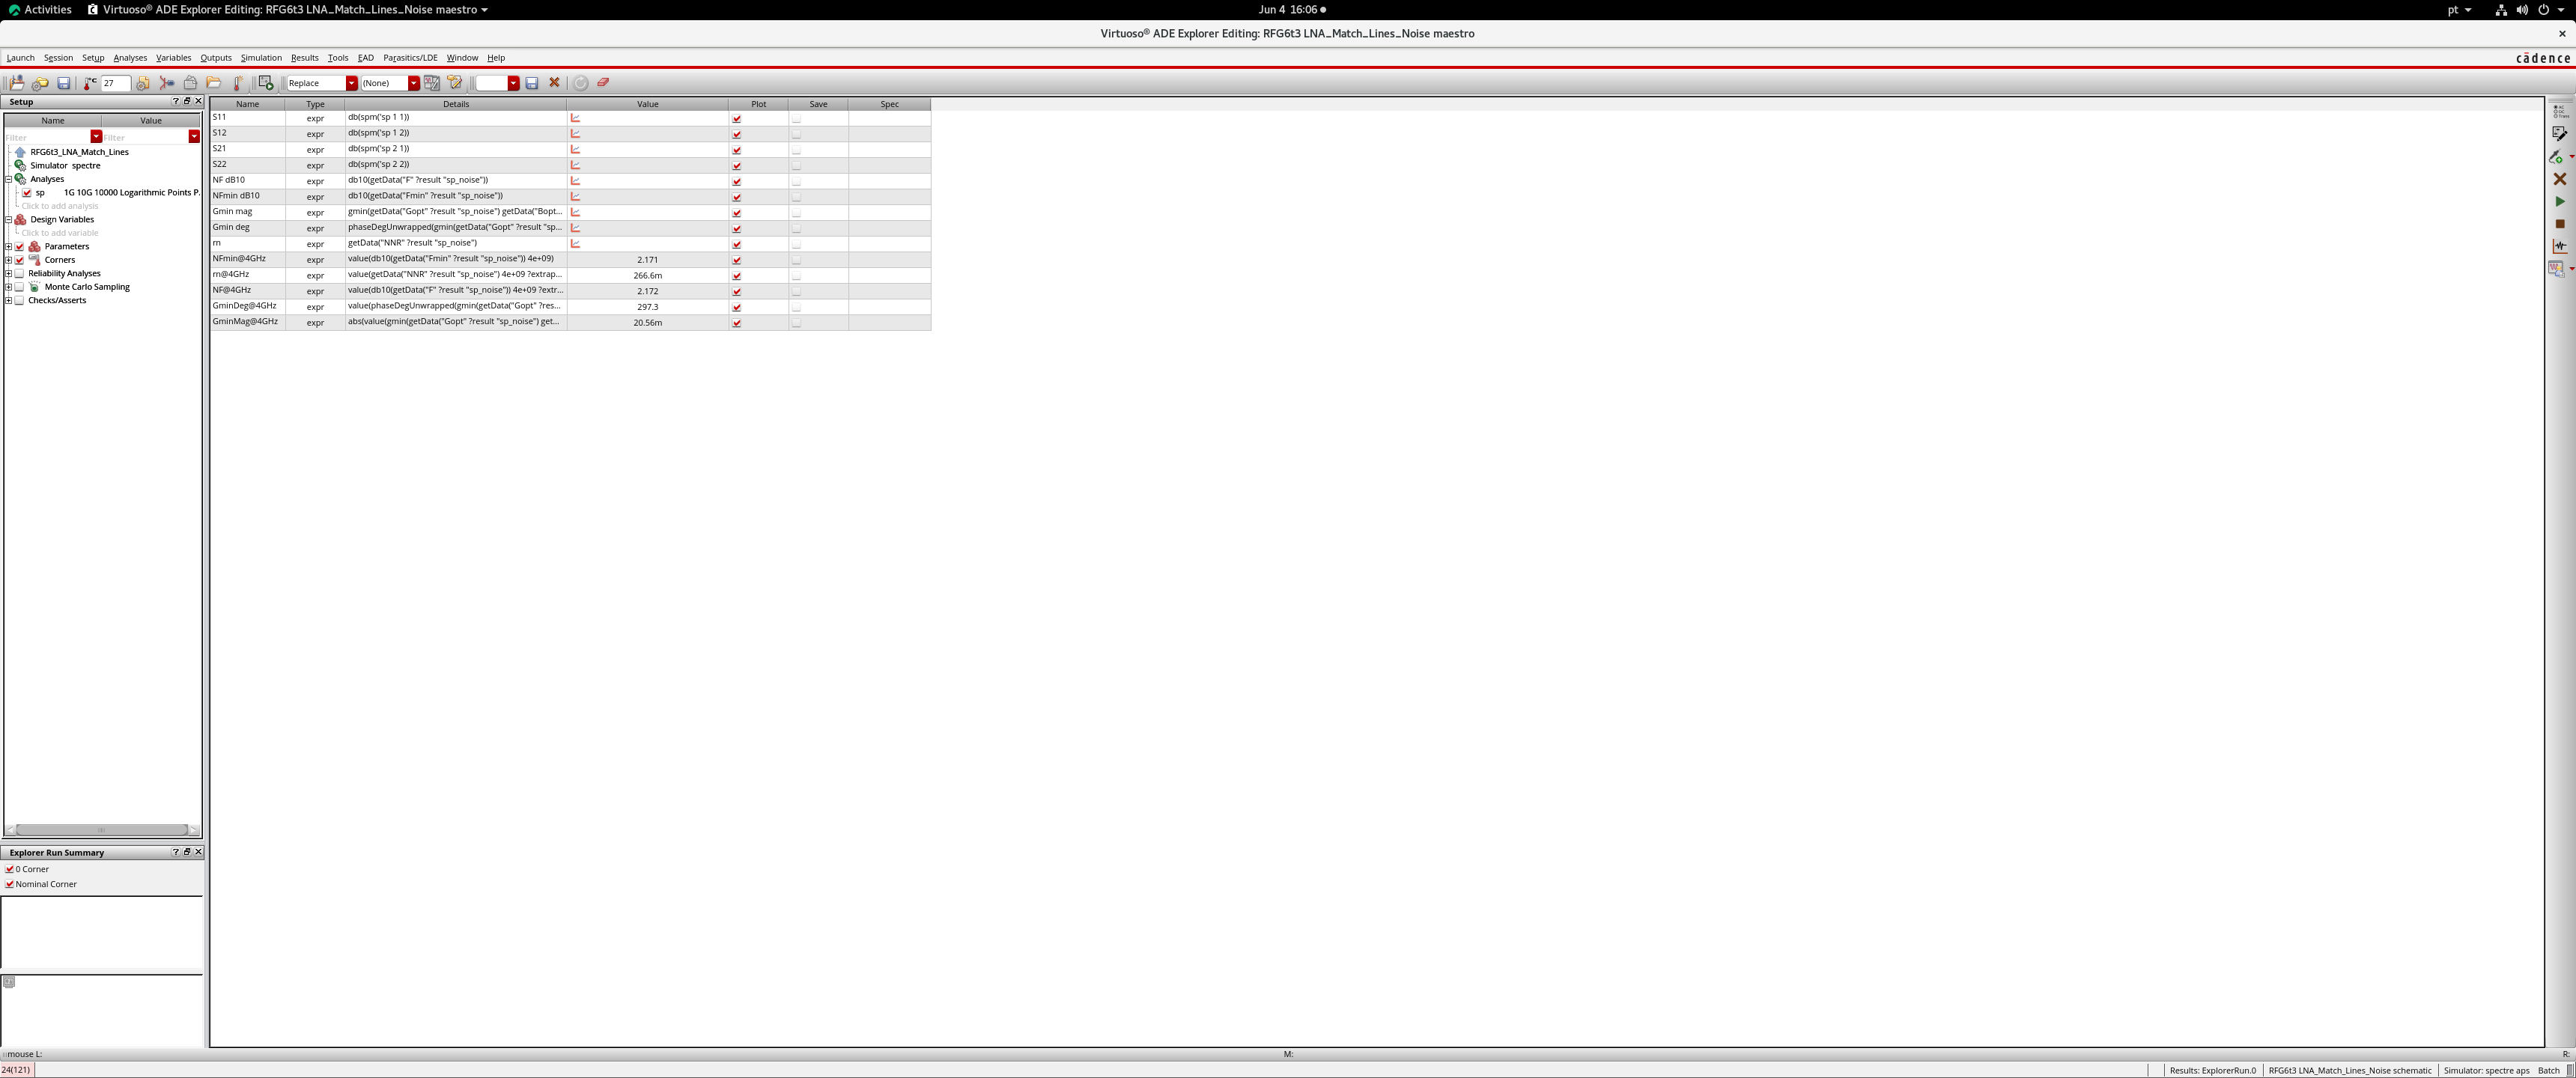 Activities Virtuoso® ADE Explorer Editing: RFG6t3 LNA_Match_Lines_Noise maestro Jun 4 16:06 pt
Virtuoso® ADE Explorer Editing: RFG6t3 LNA_Match_Lines_Noise maestro
Launch Session Setup Analyses Variables Outputs Simulation Results Tools EAD Parasitics/LDE Window Help cādence
27 Replace (None)
Setup
Name Value
Filter Filter
RFG6t3_LNA_Match_Lines
Simulator spectre
Analyses
sp 1G 10G 10000 Logarithmic Points P.
Click to add analysis
Design Variables
Click to add variable
Parameters
Corners
Reliability Analyses
Monte Carlo Sampling
Checks/Asserts
Name Type Details Value Plot Save Spec
S11 expr db(spm('sp 1 1))
S12 expr db(spm('sp 1 2))
S21 expr db(spm('sp 2 1))
S22 expr db(spm('sp 2 2))
NF dB10 expr db10(getData("F" ?result "sp_noise"))
NFmin dB10 expr db10(getData("Fmin" ?result "sp_noise"))
Gmin mag expr gmin(getData("Gopt" ?result "sp_noise") getData("Bopt...
Gmin deg expr phaseDegUnwrapped(gmin(getData("Gopt" ?result "sp...
rn expr getData("NNR" ?result "sp_noise")
NFmin@4GHz expr value(db10(getData("Fmin" ?result "sp_noise")) 4e+09) 2.171
rn@4GHz expr value(getData("NNR" ?result "sp_noise") 4e+09 ?extrap... 266.6m
NF@4GHz expr value(db10(getData("F" ?result "sp_noise")) 4e+09 ?extr... 2.172
GminDeg@4GHz expr value(phaseDegUnwrapped(gmin(getData("Gopt" ?res... 297.3
GminMag@4GHz expr abs(value(gmin(getData("Gopt" ?result "sp_noise") get... 20.56m
Explorer Run Summary
0 Corner
Nominal Corner
mouse L: M: R:
24(121) Results: ExplorerRun.0 RFG6t3 LNA_Match_Lines_Noise schematic Simulator: spectre aps Batch